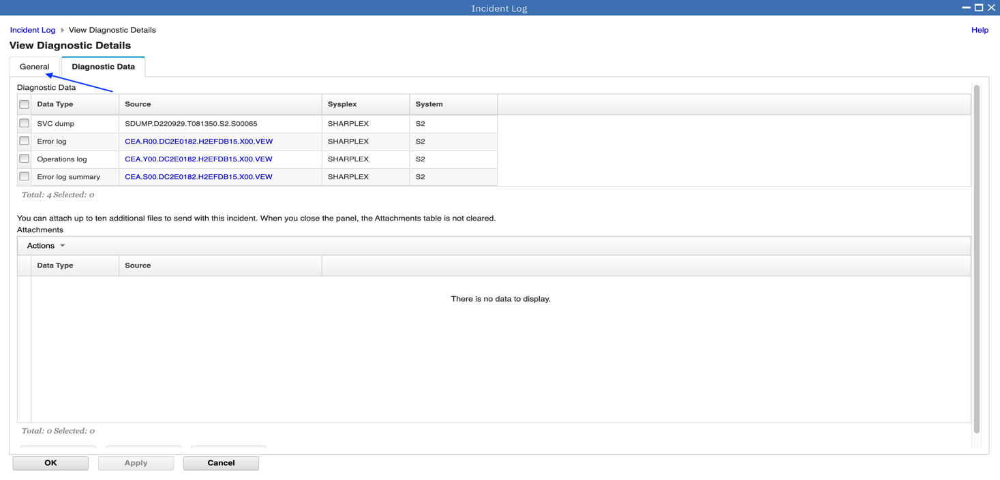 Incident Log
Incident Log View Diagnostic Details Help
View Diagnostic Details
General Diagnostic Data
Diagnostic Data
Data Type Source Sysplex System
SVC dump SDUMP.D220929.T081350.S2.S00065 SHARPLEX S2
Error log CEA.R00.DC2E0182.H2EFDB15.X00.VEW SHARPLEX S2
Operations log CEA.Y00.DC2E0182.H2EFDB15.X00.VEW SHARPLEX S2
Error log summary CEA.S00.DC2E0182.H2EFDB15.X00.VEW SHARPLEX S2
Total: 4 Selected: 0
You can attach up to ten additional files to send with this incident. When you close the panel, the Attachments table is not cleared.
Attachments
Actions
Data Type Source
There is no data to display.
Total: 0 Selected: 0
OK Apply Cancel